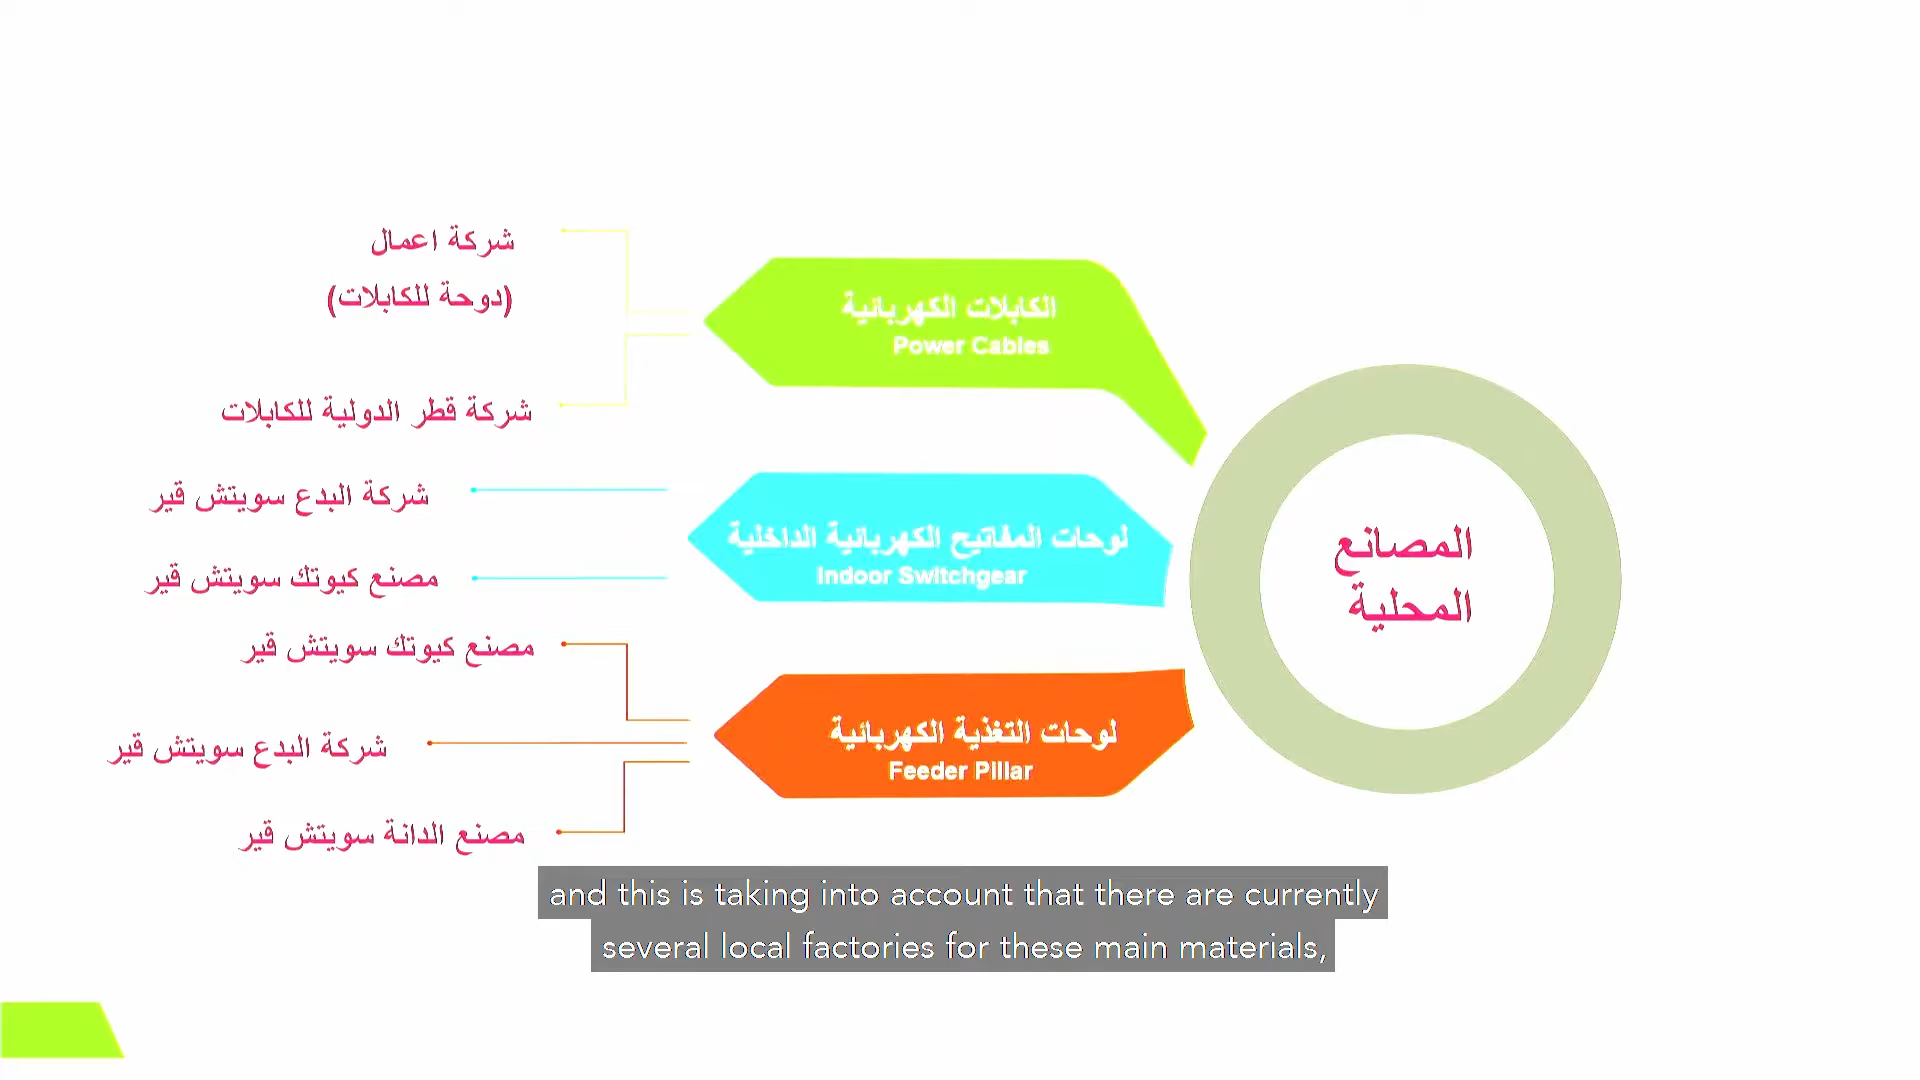 المصانع
المحلية
الكابلات الكهربائية
Power Cables
شركة اعمال
(دوحة للكابلات)
شركة قطر الدولية للكابلات
لوحات المفاتيح الكهربائية الداخلية
Indoor Switchgear
شركة البدع سويتش قير
مصنع كيوتك سويتش قير
لوحات التغذية الكهربائية
Feeder Pillar
مصنع كيوتك سويتش قير
شركة البدع سويتش قير
مصنع الدانة سويتش قير
and this is taking into account that there are currently
several local factories for these main materials,